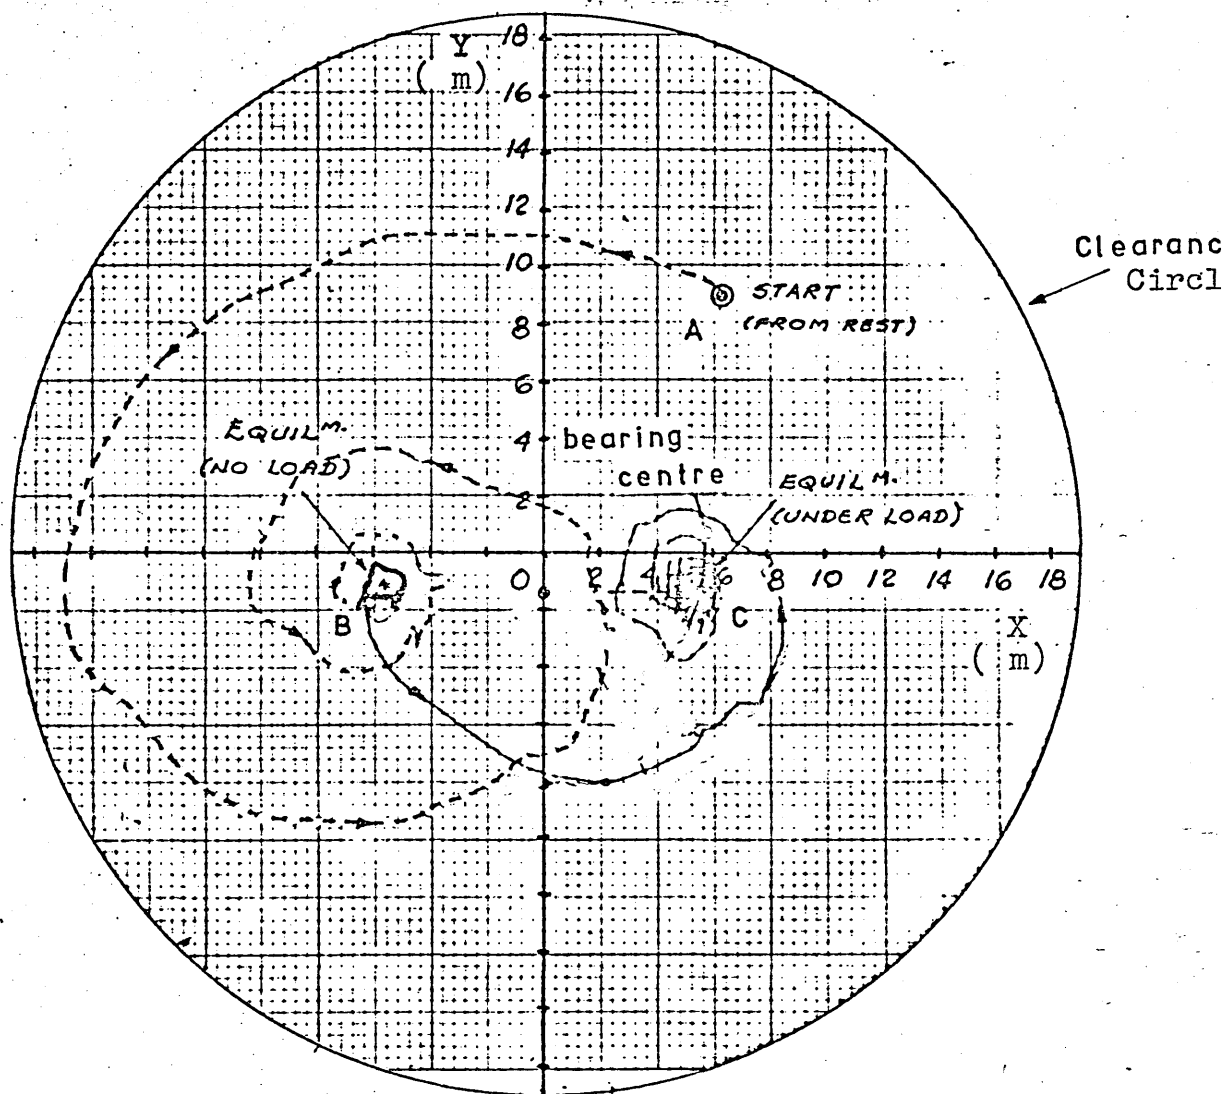 18
Y
( m)
16
14
12
10
8
6
4
2
Clearanc
Circl
START
(FROM REST)
A
EQUILM.
(NO LOAD)
bearing
centre
EQUILM.
(UNDER LOAD)
O 2 4 6 8 10 12 14 16 18
B
C
X
( m)